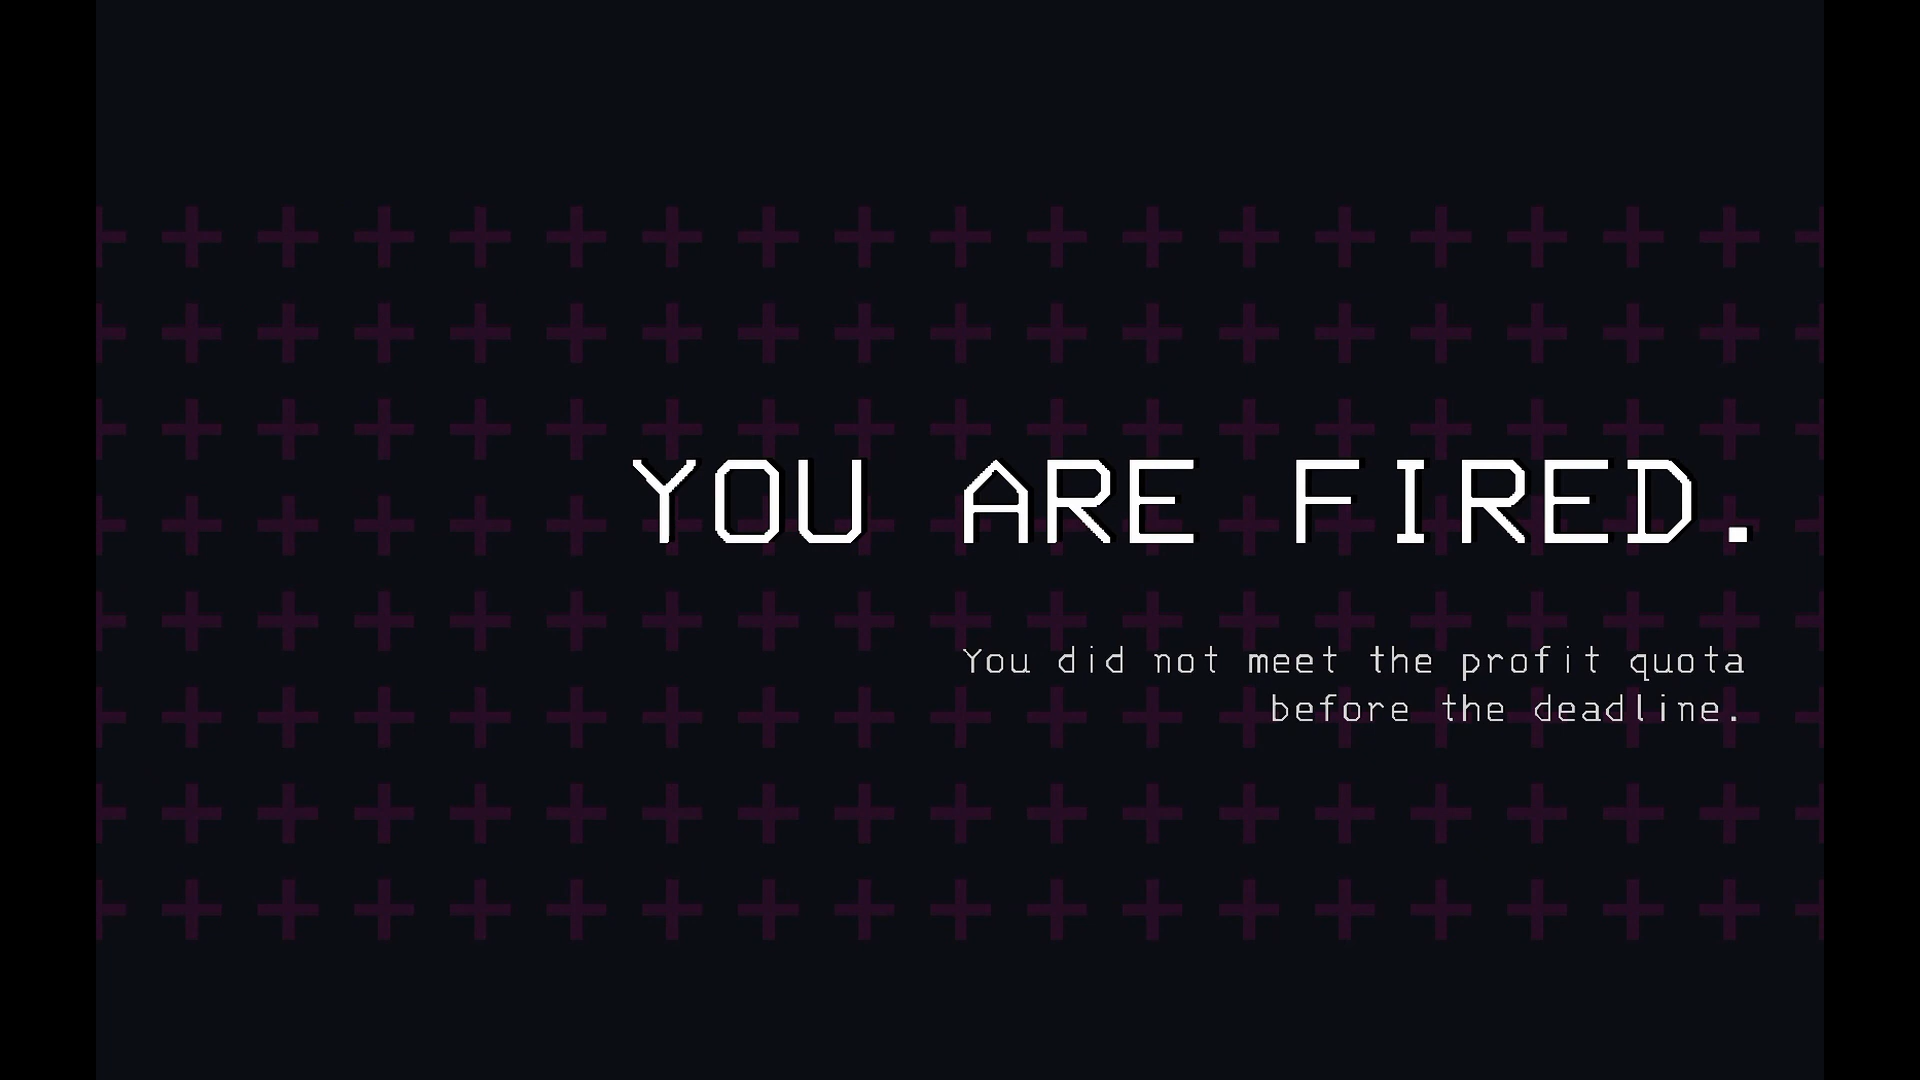 YOU ARE FIRED.
You did not meet the profit quota
before the deadline.